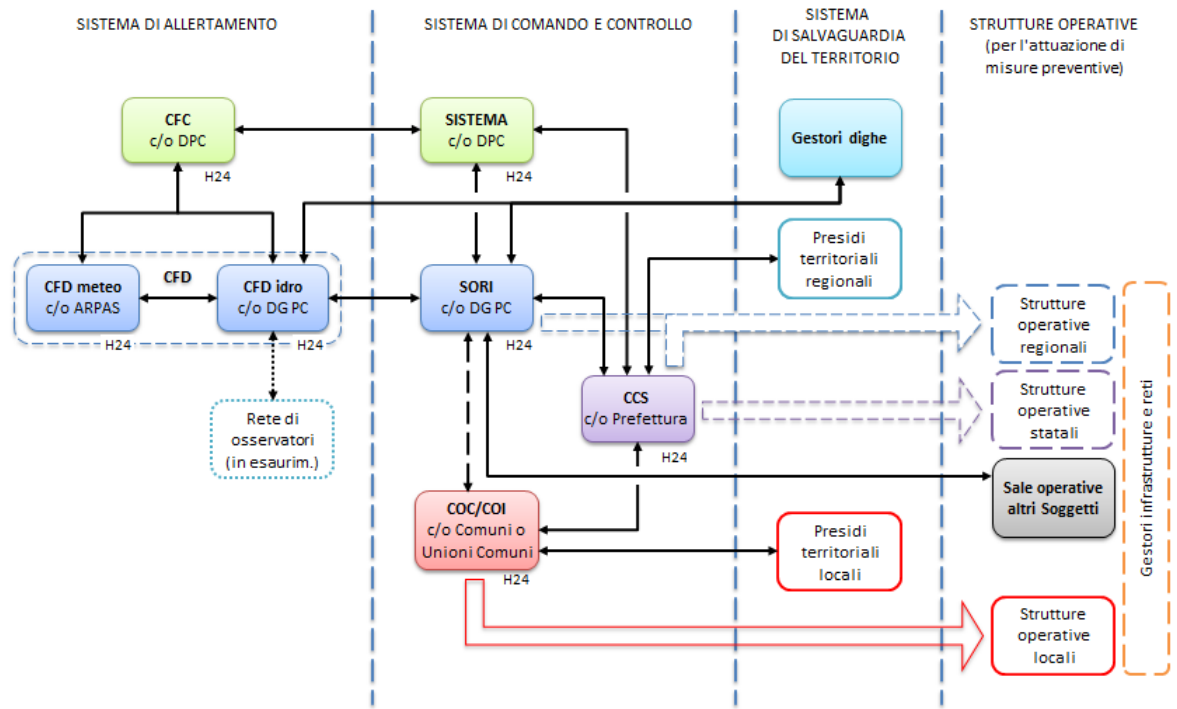 SISTEMA DI ALLERTAMENTO
SISTEMA DI COMANDO E CONTROLLO
SISTEMA
DI SALVAGUARDIA
DEL TERRITORIO
STRUTTURE OPERATIVE
(per l'attuazione di
misure preventive)
CFC
c/o DPC
H24
SISTEMA
c/o DPC
H24
Gestori dighe
Presidi
territoriali
regionali
CFD meteo
c/o ARPAS
H24
CFD
CFD idro
c/o DG PC
H24
SORI
c/o DG PC
H24
Strutture
operative
regionali
CCS
c/o Prefettura
H24
Strutture
operative
statali
Rete di
osservatori
(in esaurim.)
Sale operative
altri Soggetti
COC/COI
c/o Comuni o
Unioni Comuni
H24
Presidi
territoriali
locali
Strutture
operative
locali
Gestori infrastrutture e reti